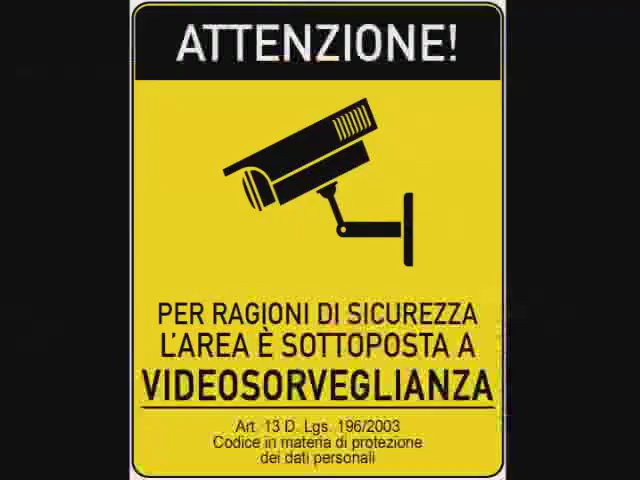 ATTENZIONE!
PER RAGIONI DI SICUREZZA
L'AREA È SOTTOPOSTA A
VIDEOSORVEGLIANZA
Art. 13 D. Lgs. 196/2003
Codice in materia di protezione
dei dati personali